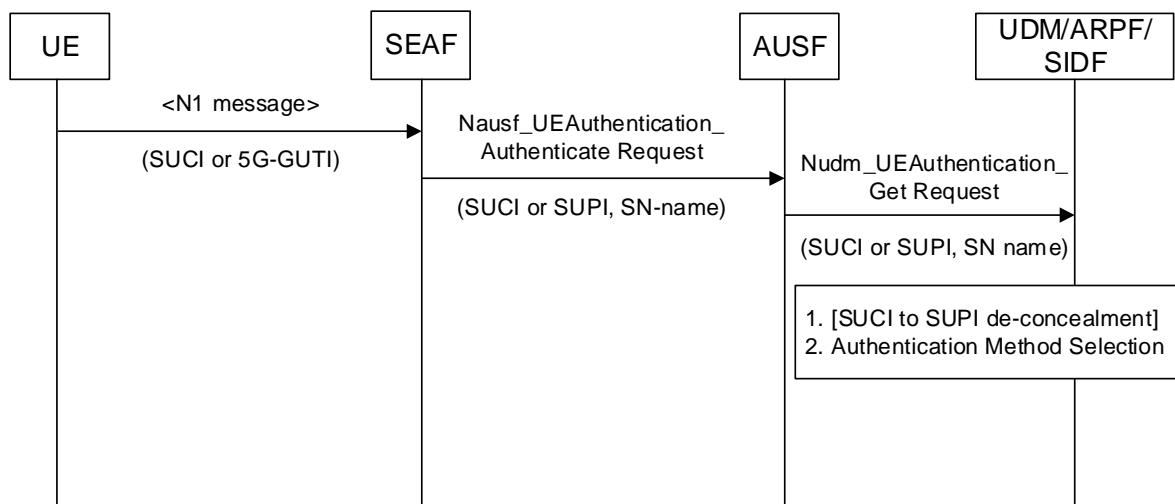 UE
SEAF
AUSF
UDM/ARPF/
SIDF
<N1 message>
(SUCI or 5G-GUTI)
Nausf_UEAuthentication_
Authenticate Request
(SUCI or SUPI, SN-name)
Nudm_UEAuthentication_
Get Request
(SUCI or SUPI, SN name)
1. [SUCI to SUPI de-concealment]
2. Authentication Method Selection